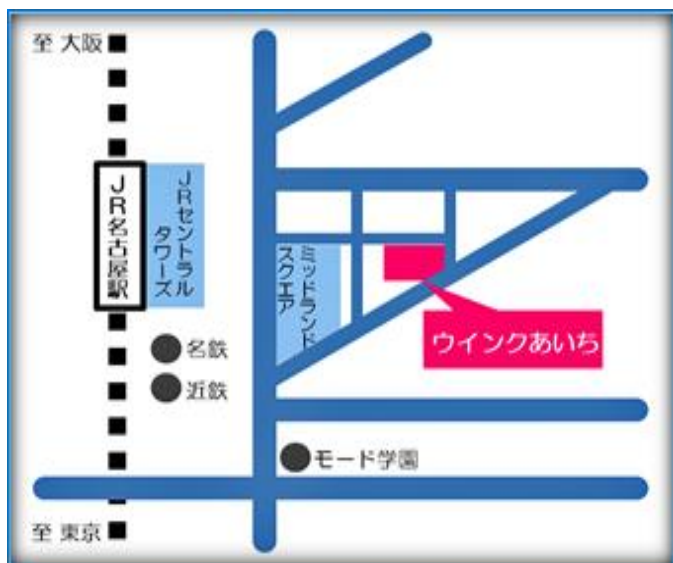 至 大阪
JR名古屋駅
JRセントラル
タワーズ
ミッドランド
スクエア
ウインクあいち
名鉄
近鉄
モード学園
至 東京